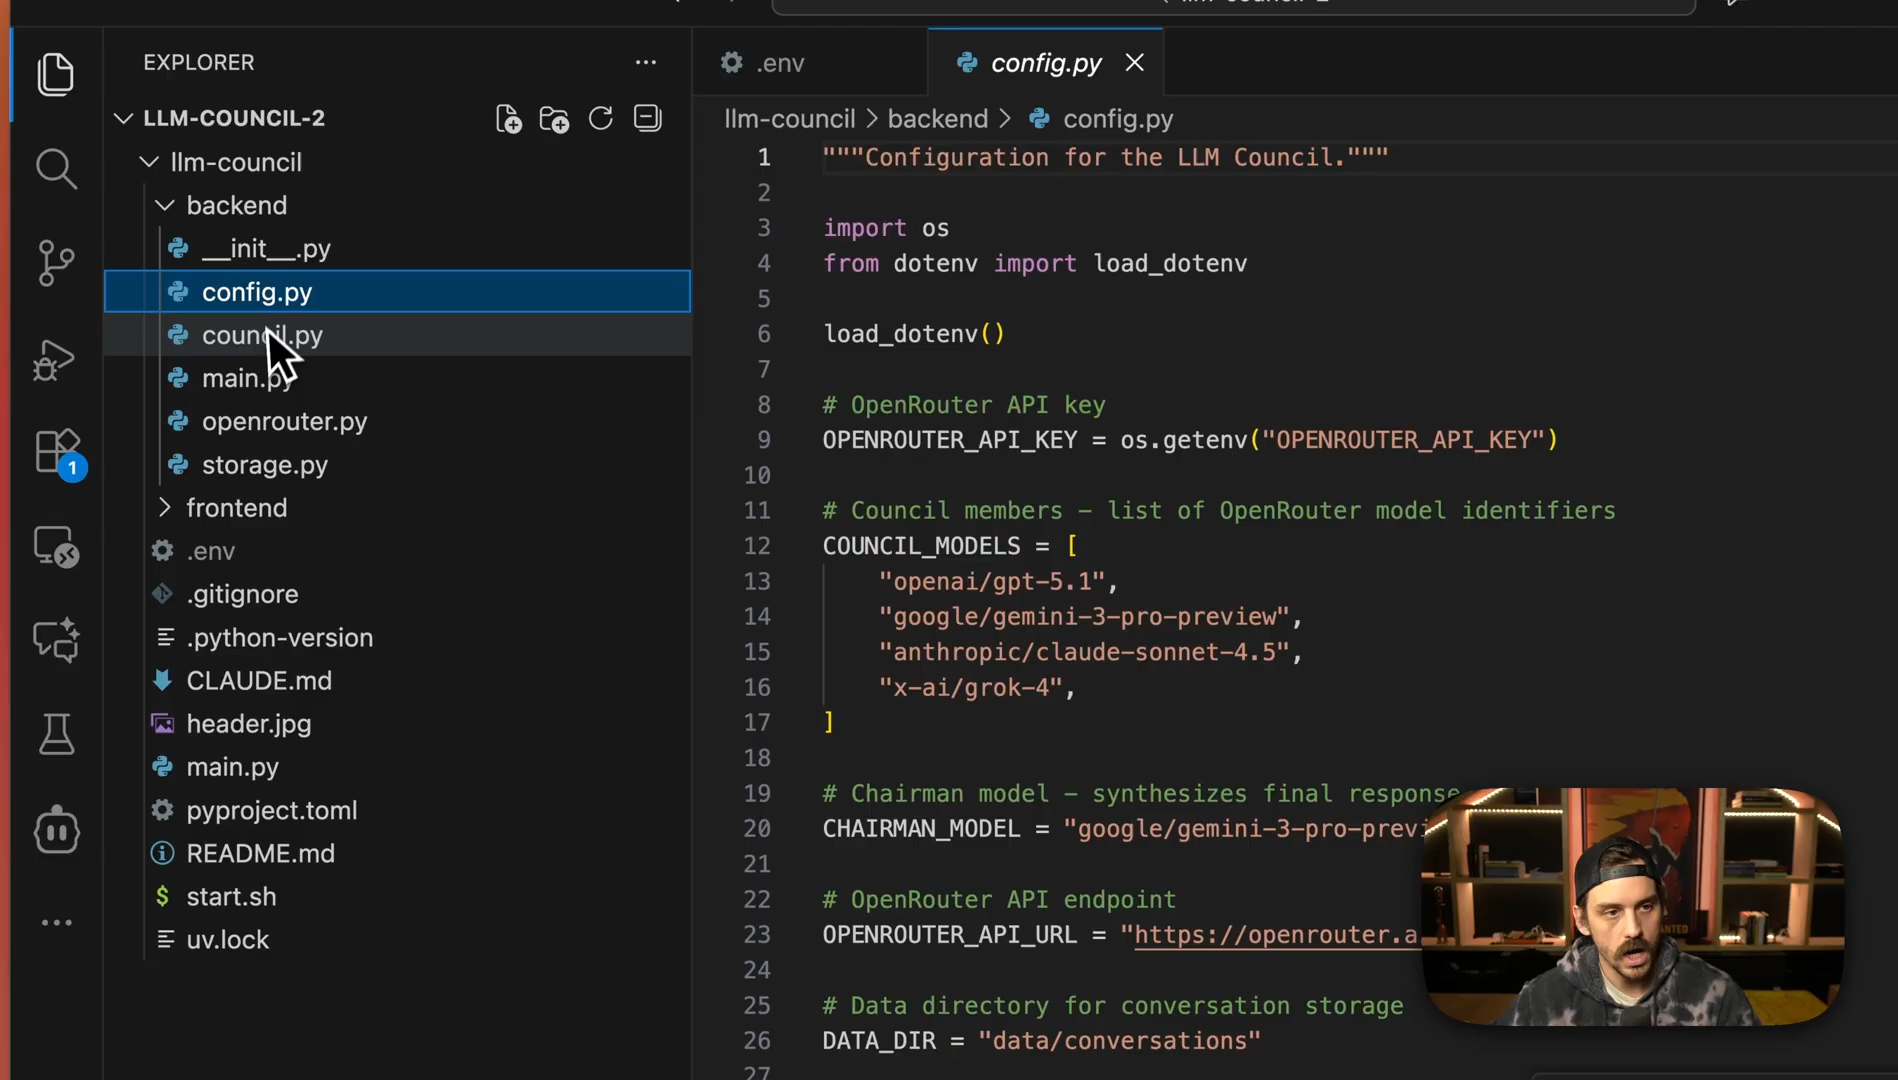 EXPLORER
LLM-COUNCIL-2
llm-council
backend
__init__.py
config.py
council.py
main.py
openrouter.py
storage.py
frontend
.env
.gitignore
.python-version
CLAUDE.md
header.jpg
main.py
pyproject.toml
README.md
start.sh
uv.lock
1
.env
config.py
llm-council > backend > config.py
1 """Configuration for the LLM Council."""
2
3 import os
4 from dotenv import load_dotenv
5
6 load_dotenv()
7
8 # OpenRouter API key
9 OPENROUTER_API_KEY = os.getenv("OPENROUTER_API_KEY")
10
11 # Council members - list of OpenRouter model identifiers
12 COUNCIL_MODELS = [
13 "openai/gpt-5.1",
14 "google/gemini-3-pro-preview",
15 "anthropic/claude-sonnet-4.5",
16 "x-ai/grok-4",
17 ]
18
19 # Chairman model - synthesizes final response
20 CHAIRMAN_MODEL = "google/gemini-3-pro-previ
21
22 # OpenRouter API endpoint
23 OPENROUTER_API_URL = "https://openrouter.a
24
25 # Data directory for conversation storage
26 DATA_DIR = "data/conversations"
27